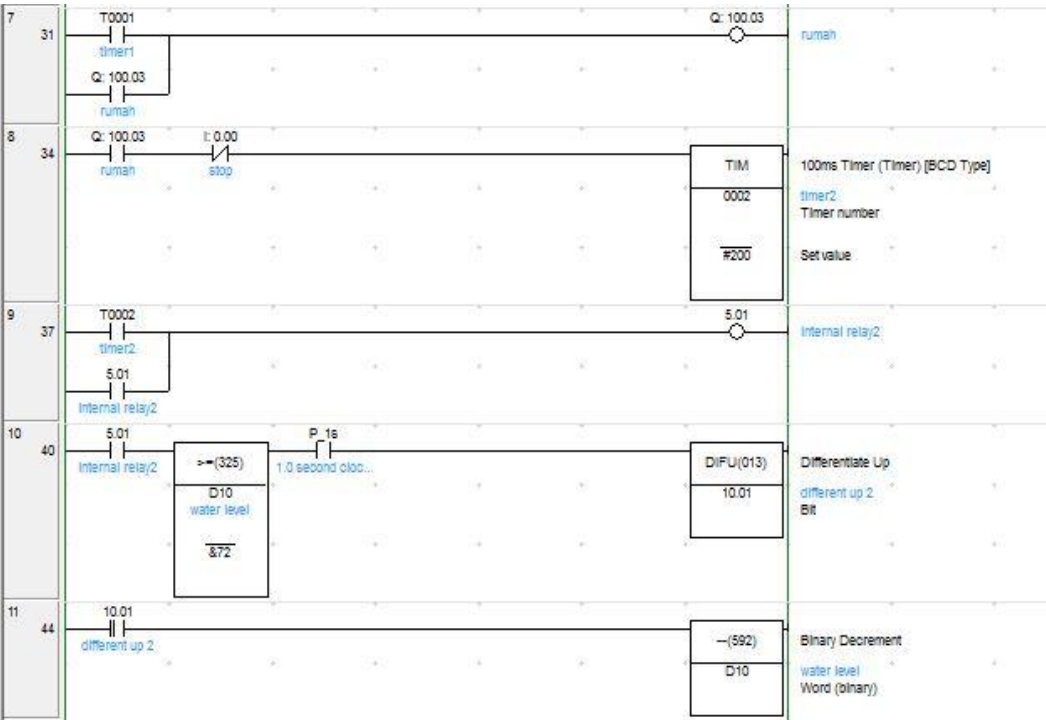 7
T0001
Q: 100.03
31
rumah
timer1
Q: 100.03
rumah
8
Q: 100.03
I: 0.00
34
rumah
stop
TIM
100ms Timer (Timer) [BCD Type]
0002
timer2
Timer number
#200
Set value
9
T0002
5.01
37
Internal relay2
timer2
5.01
Internal relay2
10
5.01
P_1s
40
Internal relay2
>=(325)
1.0 second cloc...
DIFU(013)
Differentiate Up
D10
water level
10.01
different up 2
Bit
&72
11
10.01
44
different up 2
--(592)
Binary Decrement
D10
water level
Word (binary)